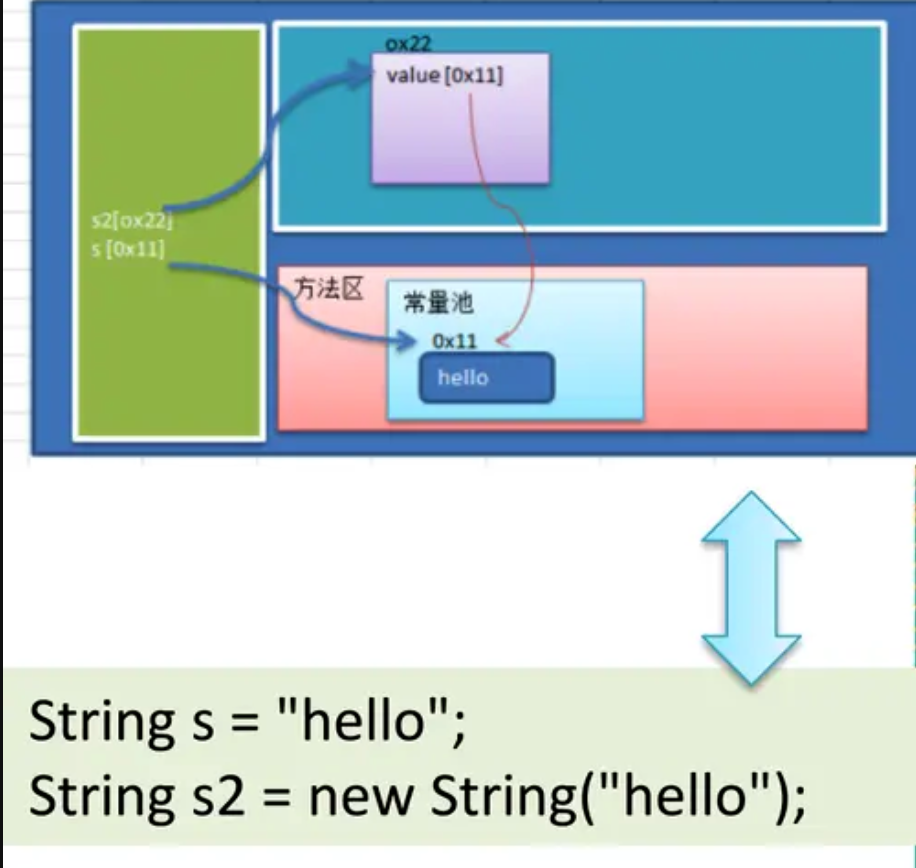 ox22
value [0x11]
s2[ox22]
s [0x11]
方法区
常量池
0x11
hello
String s = "hello";
String s2 = new String("hello");